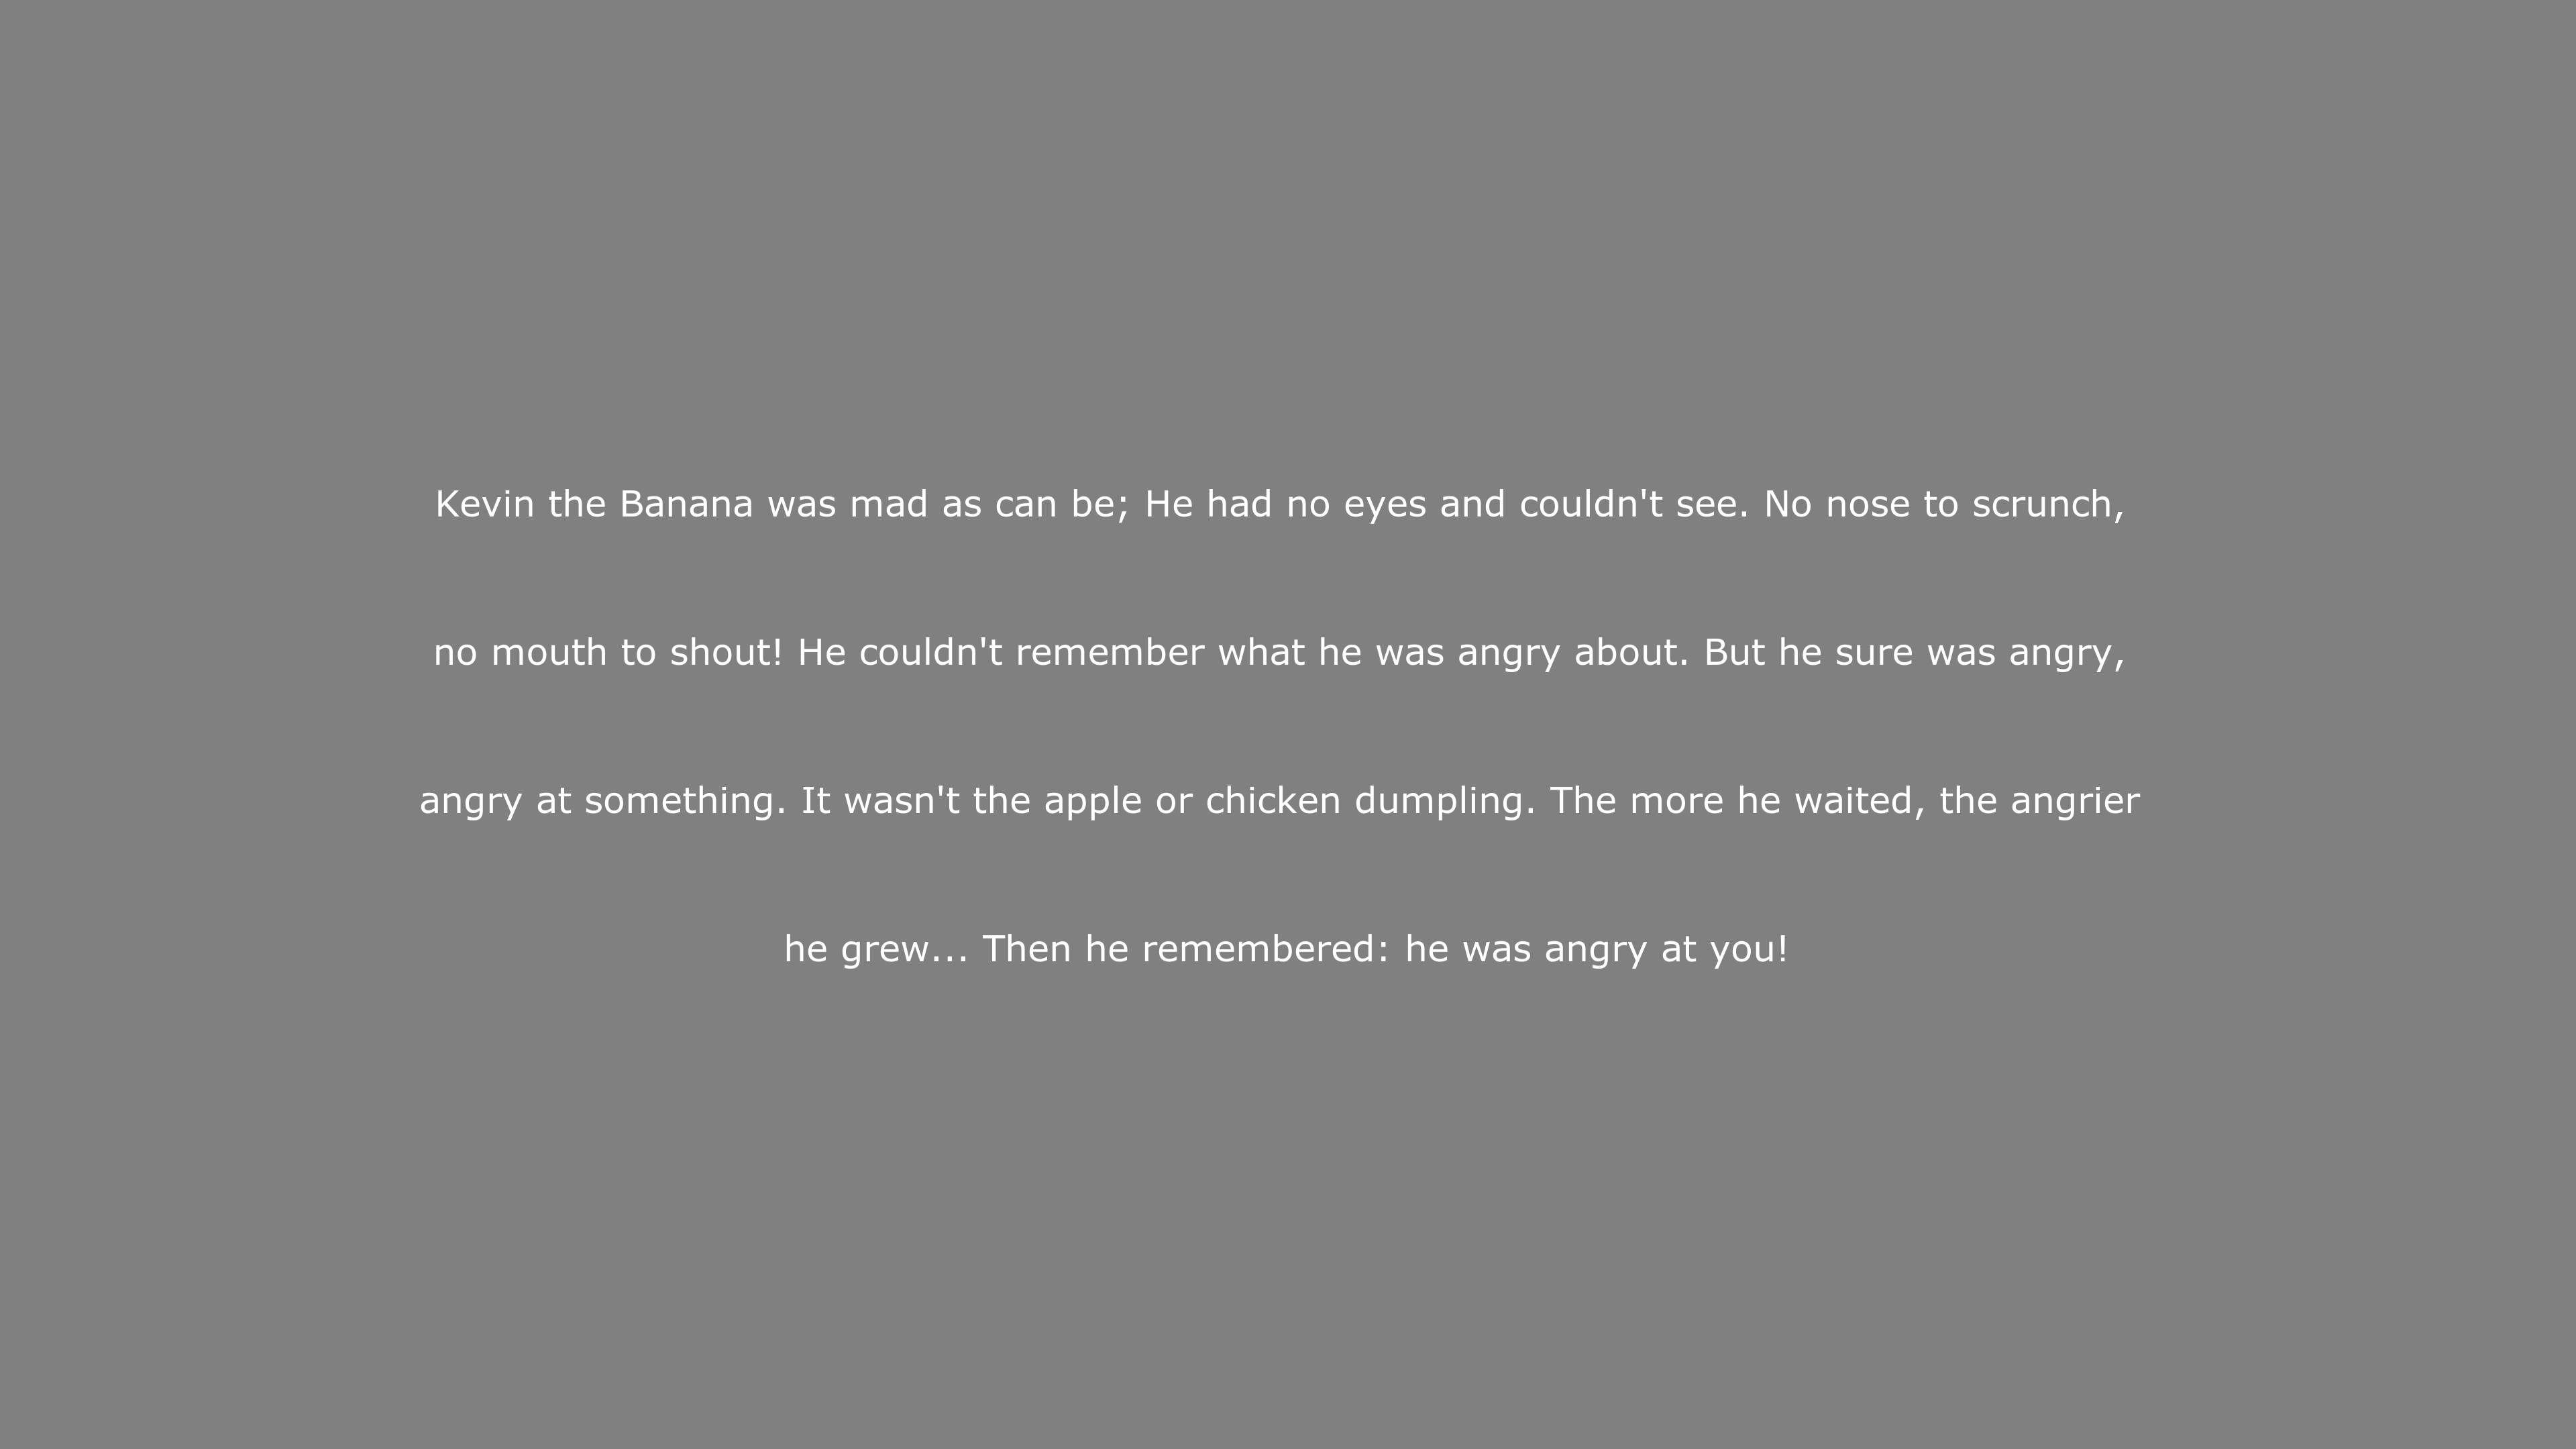 Kevin the Banana was mad as can be; He had no eyes and couldn't see. No nose to scrunch,
no mouth to shout! He couldn't remember what he was angry about. But he sure was angry,
angry at something. It wasn't the apple or chicken dumpling. The more he waited, the angrier
he grew... Then he remembered: he was angry at you!